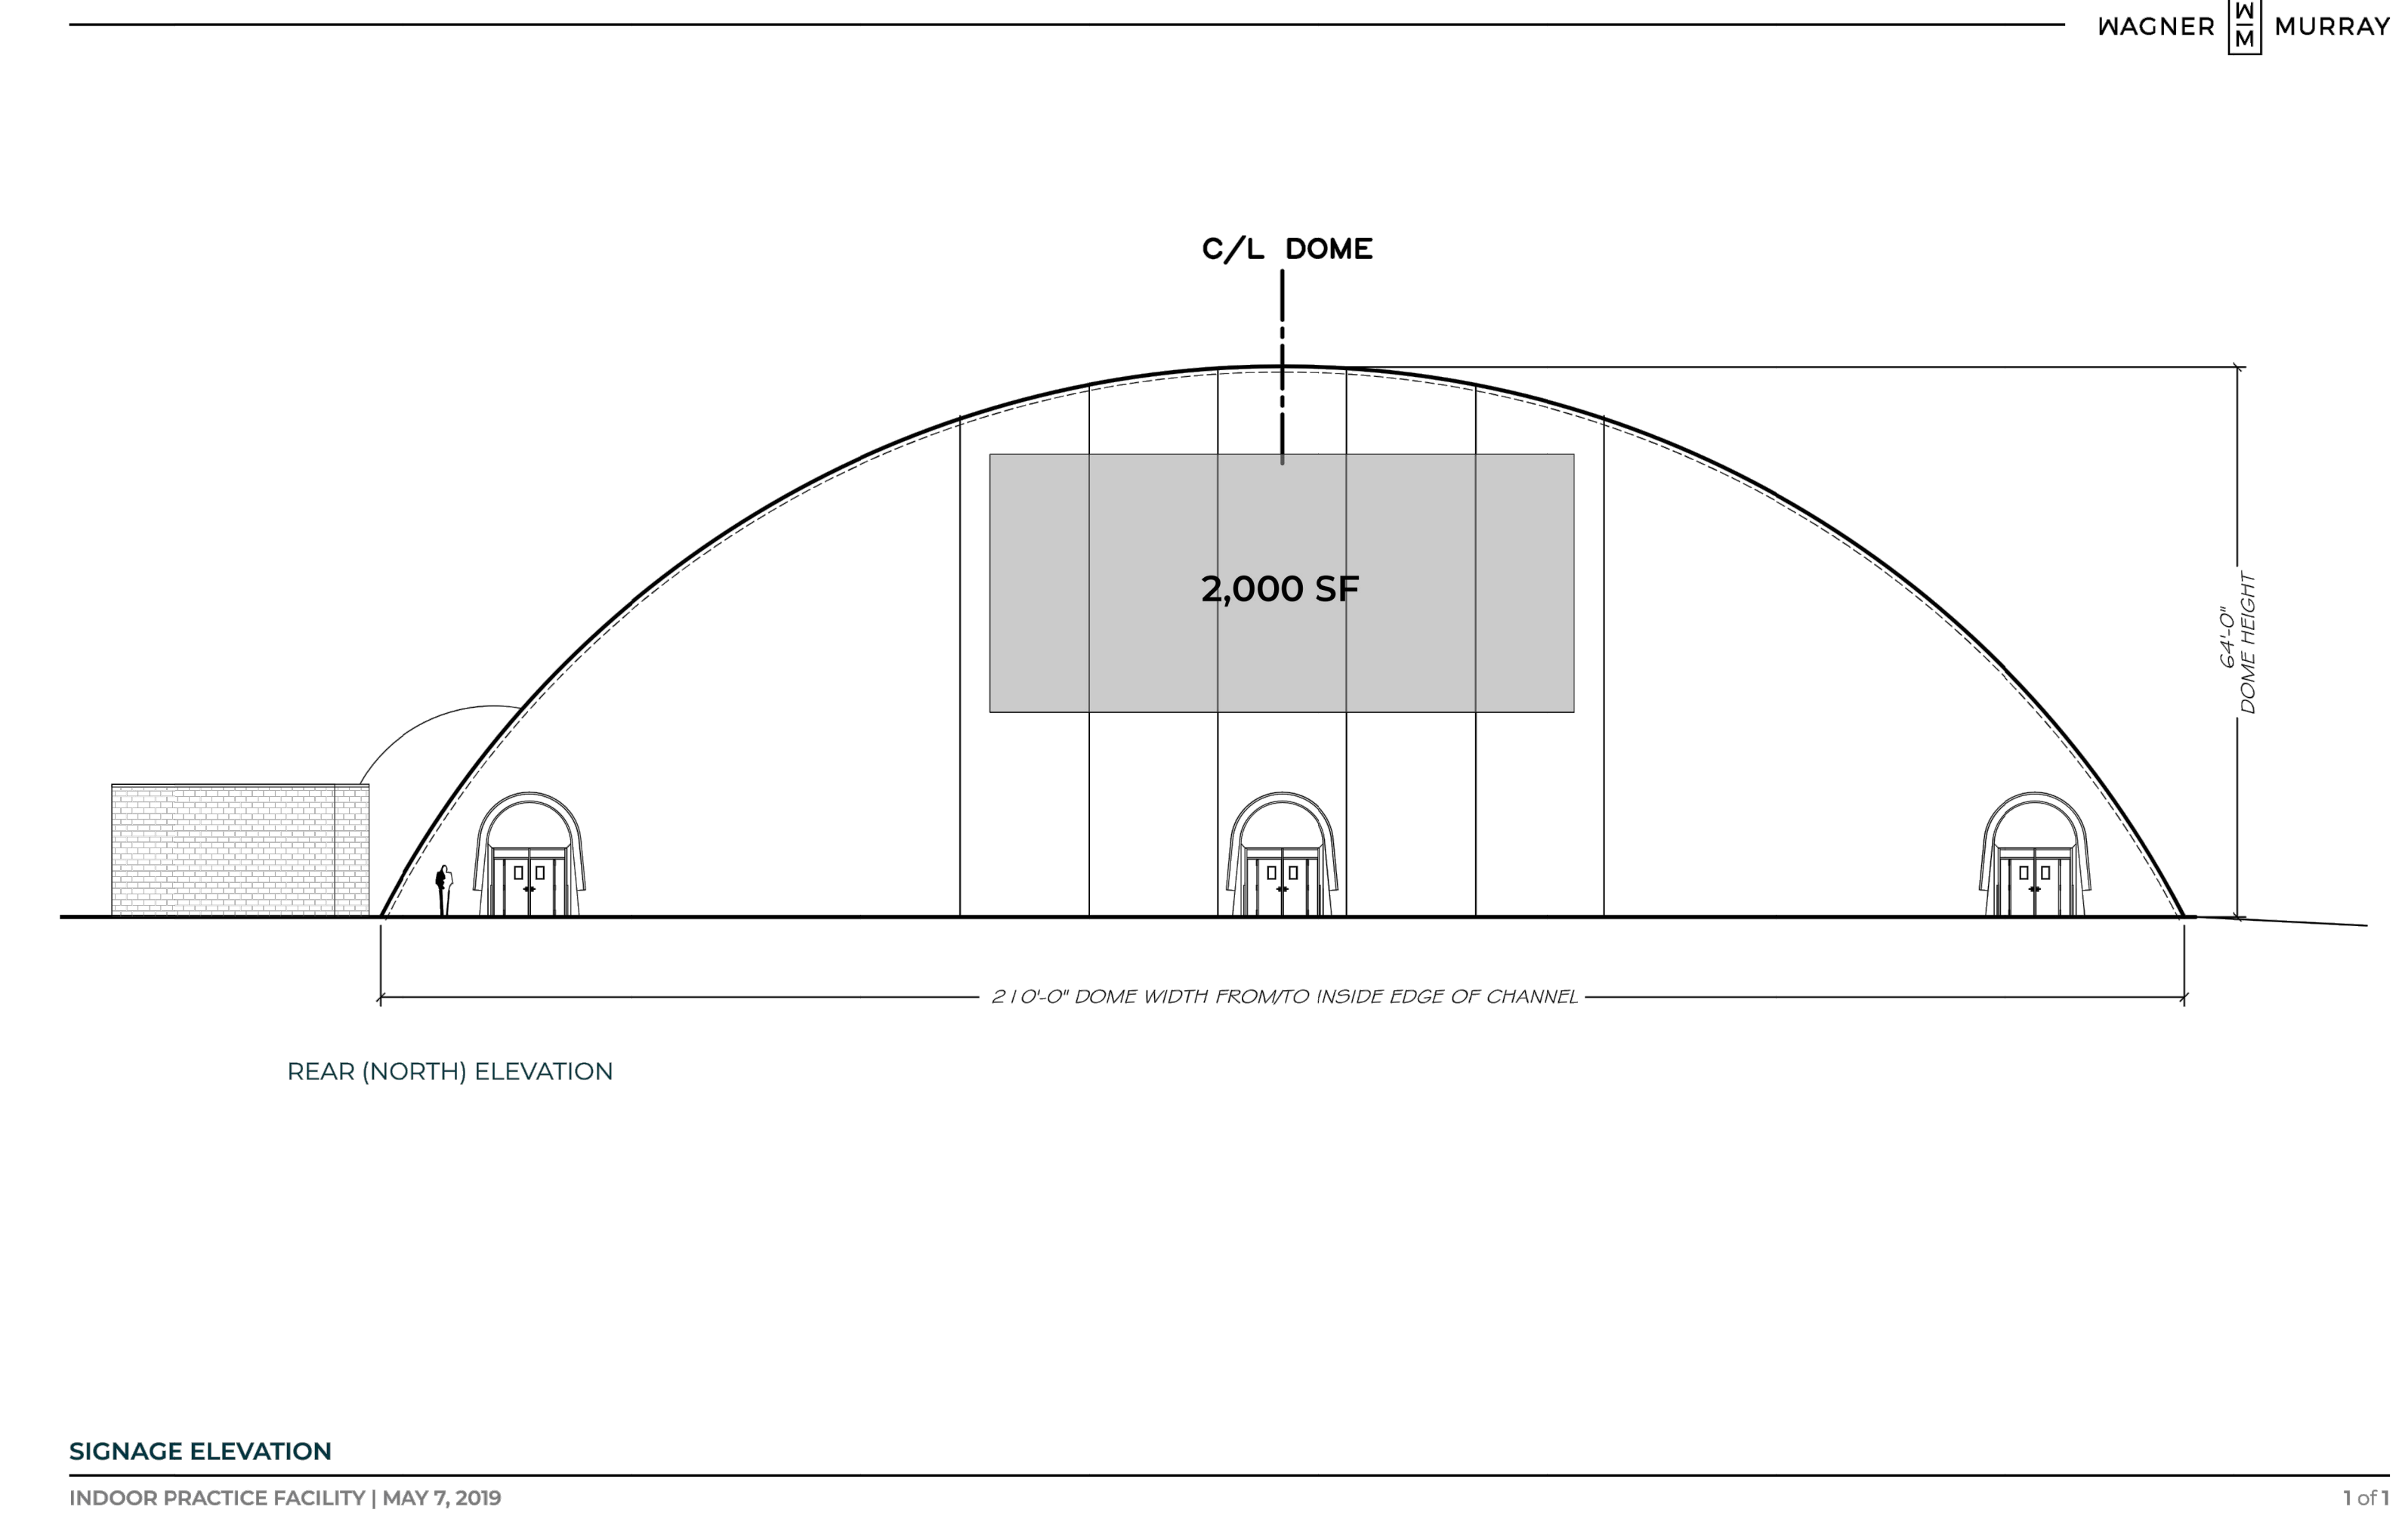 WAGNER W M MURRAY
C/L DOME
2,000 SF
64'-0"
DOME HEIGHT
210'-0" DOME WIDTH FROM/TO INSIDE EDGE OF CHANNEL
REAR (NORTH) ELEVATION
SIGNAGE ELEVATION
INDOOR PRACTICE FACILITY | MAY 7, 2019
1 of 1